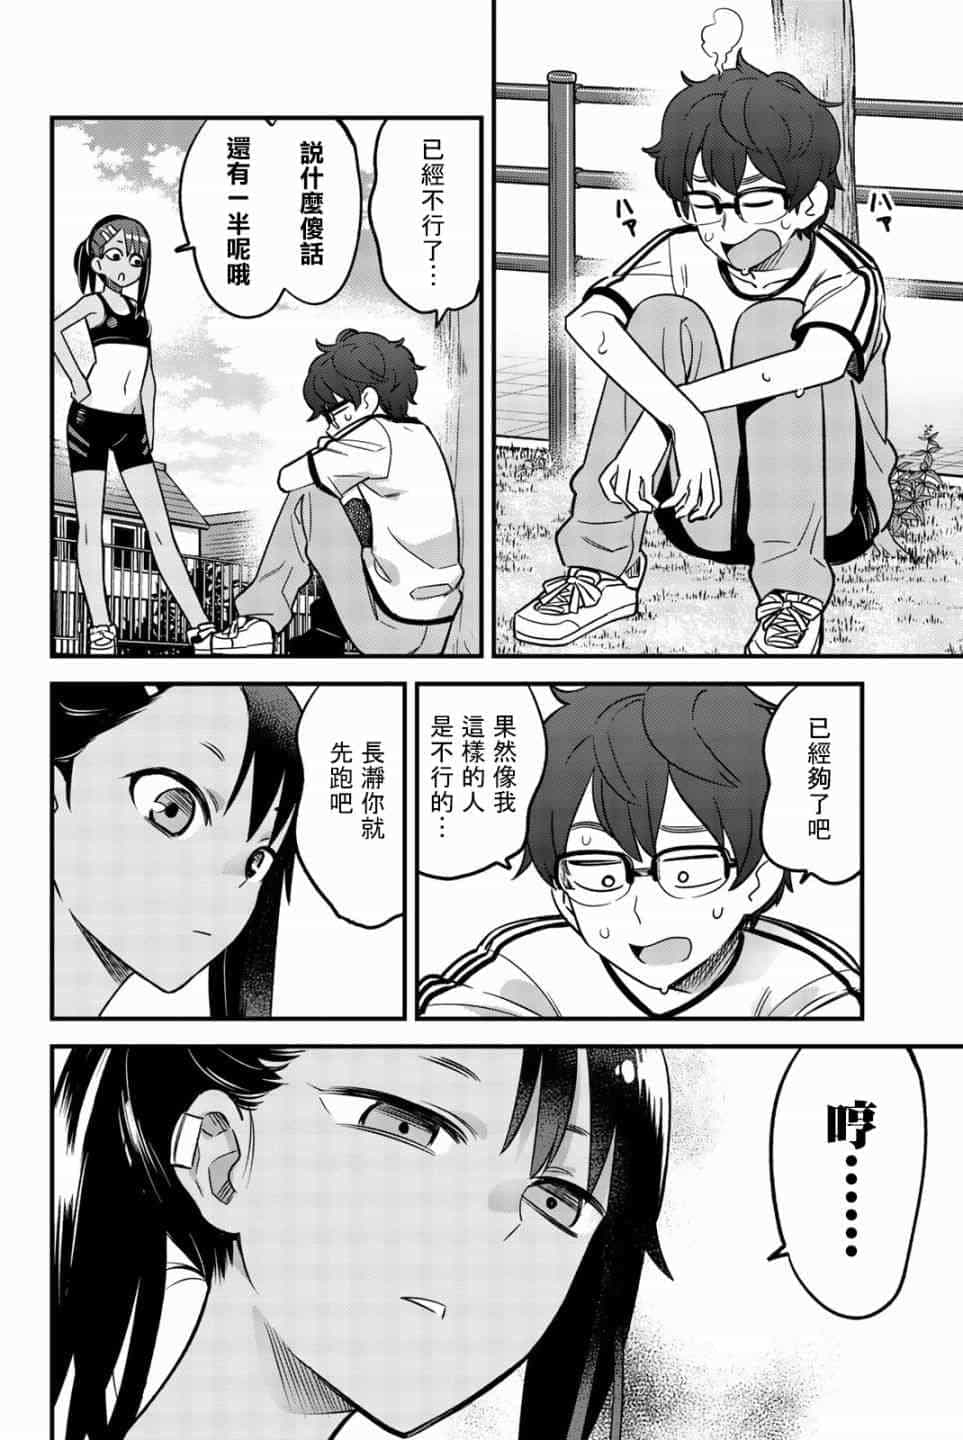 ハァ
ハァ
已經不行了…
說什麼傻話
還有一半呢哦
已經夠了吧
果然像我
這樣的人
是不行的…
長瀞你就
先跑吧
哼……